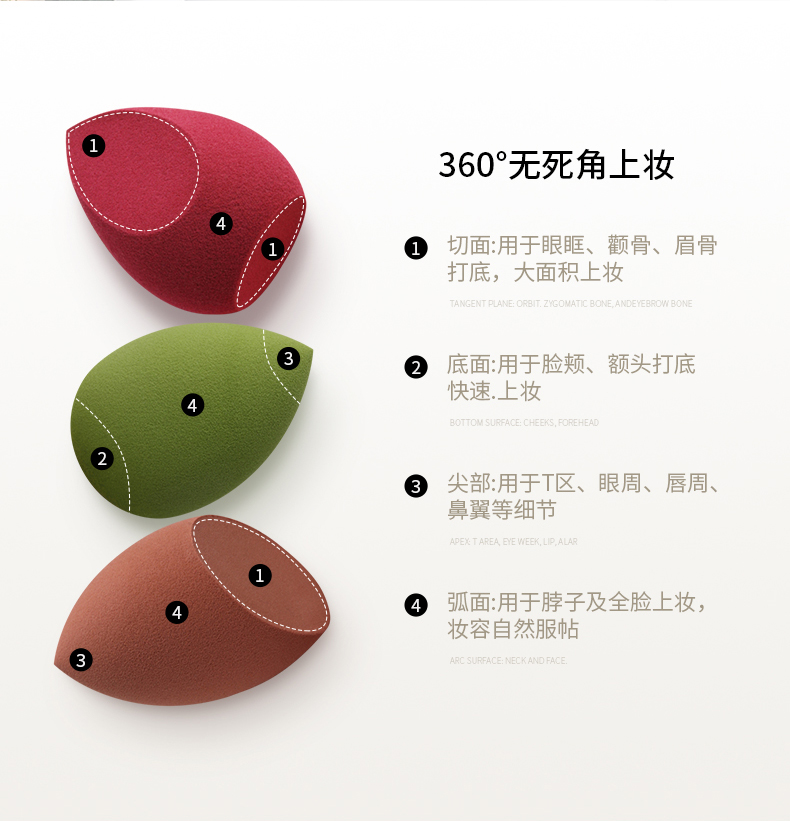 360°无死角上妆
1
4
1
3
4
2
1
4
3
1 切面:用于眼眶、颧骨、眉骨
打底，大面积上妆
TANGENT PLANE: ORBIT. ZYGOMATIC BONE, ANDEYEBROW BONE
2 底面:用于脸颊、额头打底
快速.上妆
BOTTOM SURFACE: CHEEKS, FOREHEAD
3 尖部:用于T区、眼周、唇周、
鼻翼等细节
APEX: T AREA, EYE WEEK, LIP, ALAR
4 弧面:用于脖子及全脸上妆，
妆容自然服帖
ARC SURFACE: NECK AND FACE.